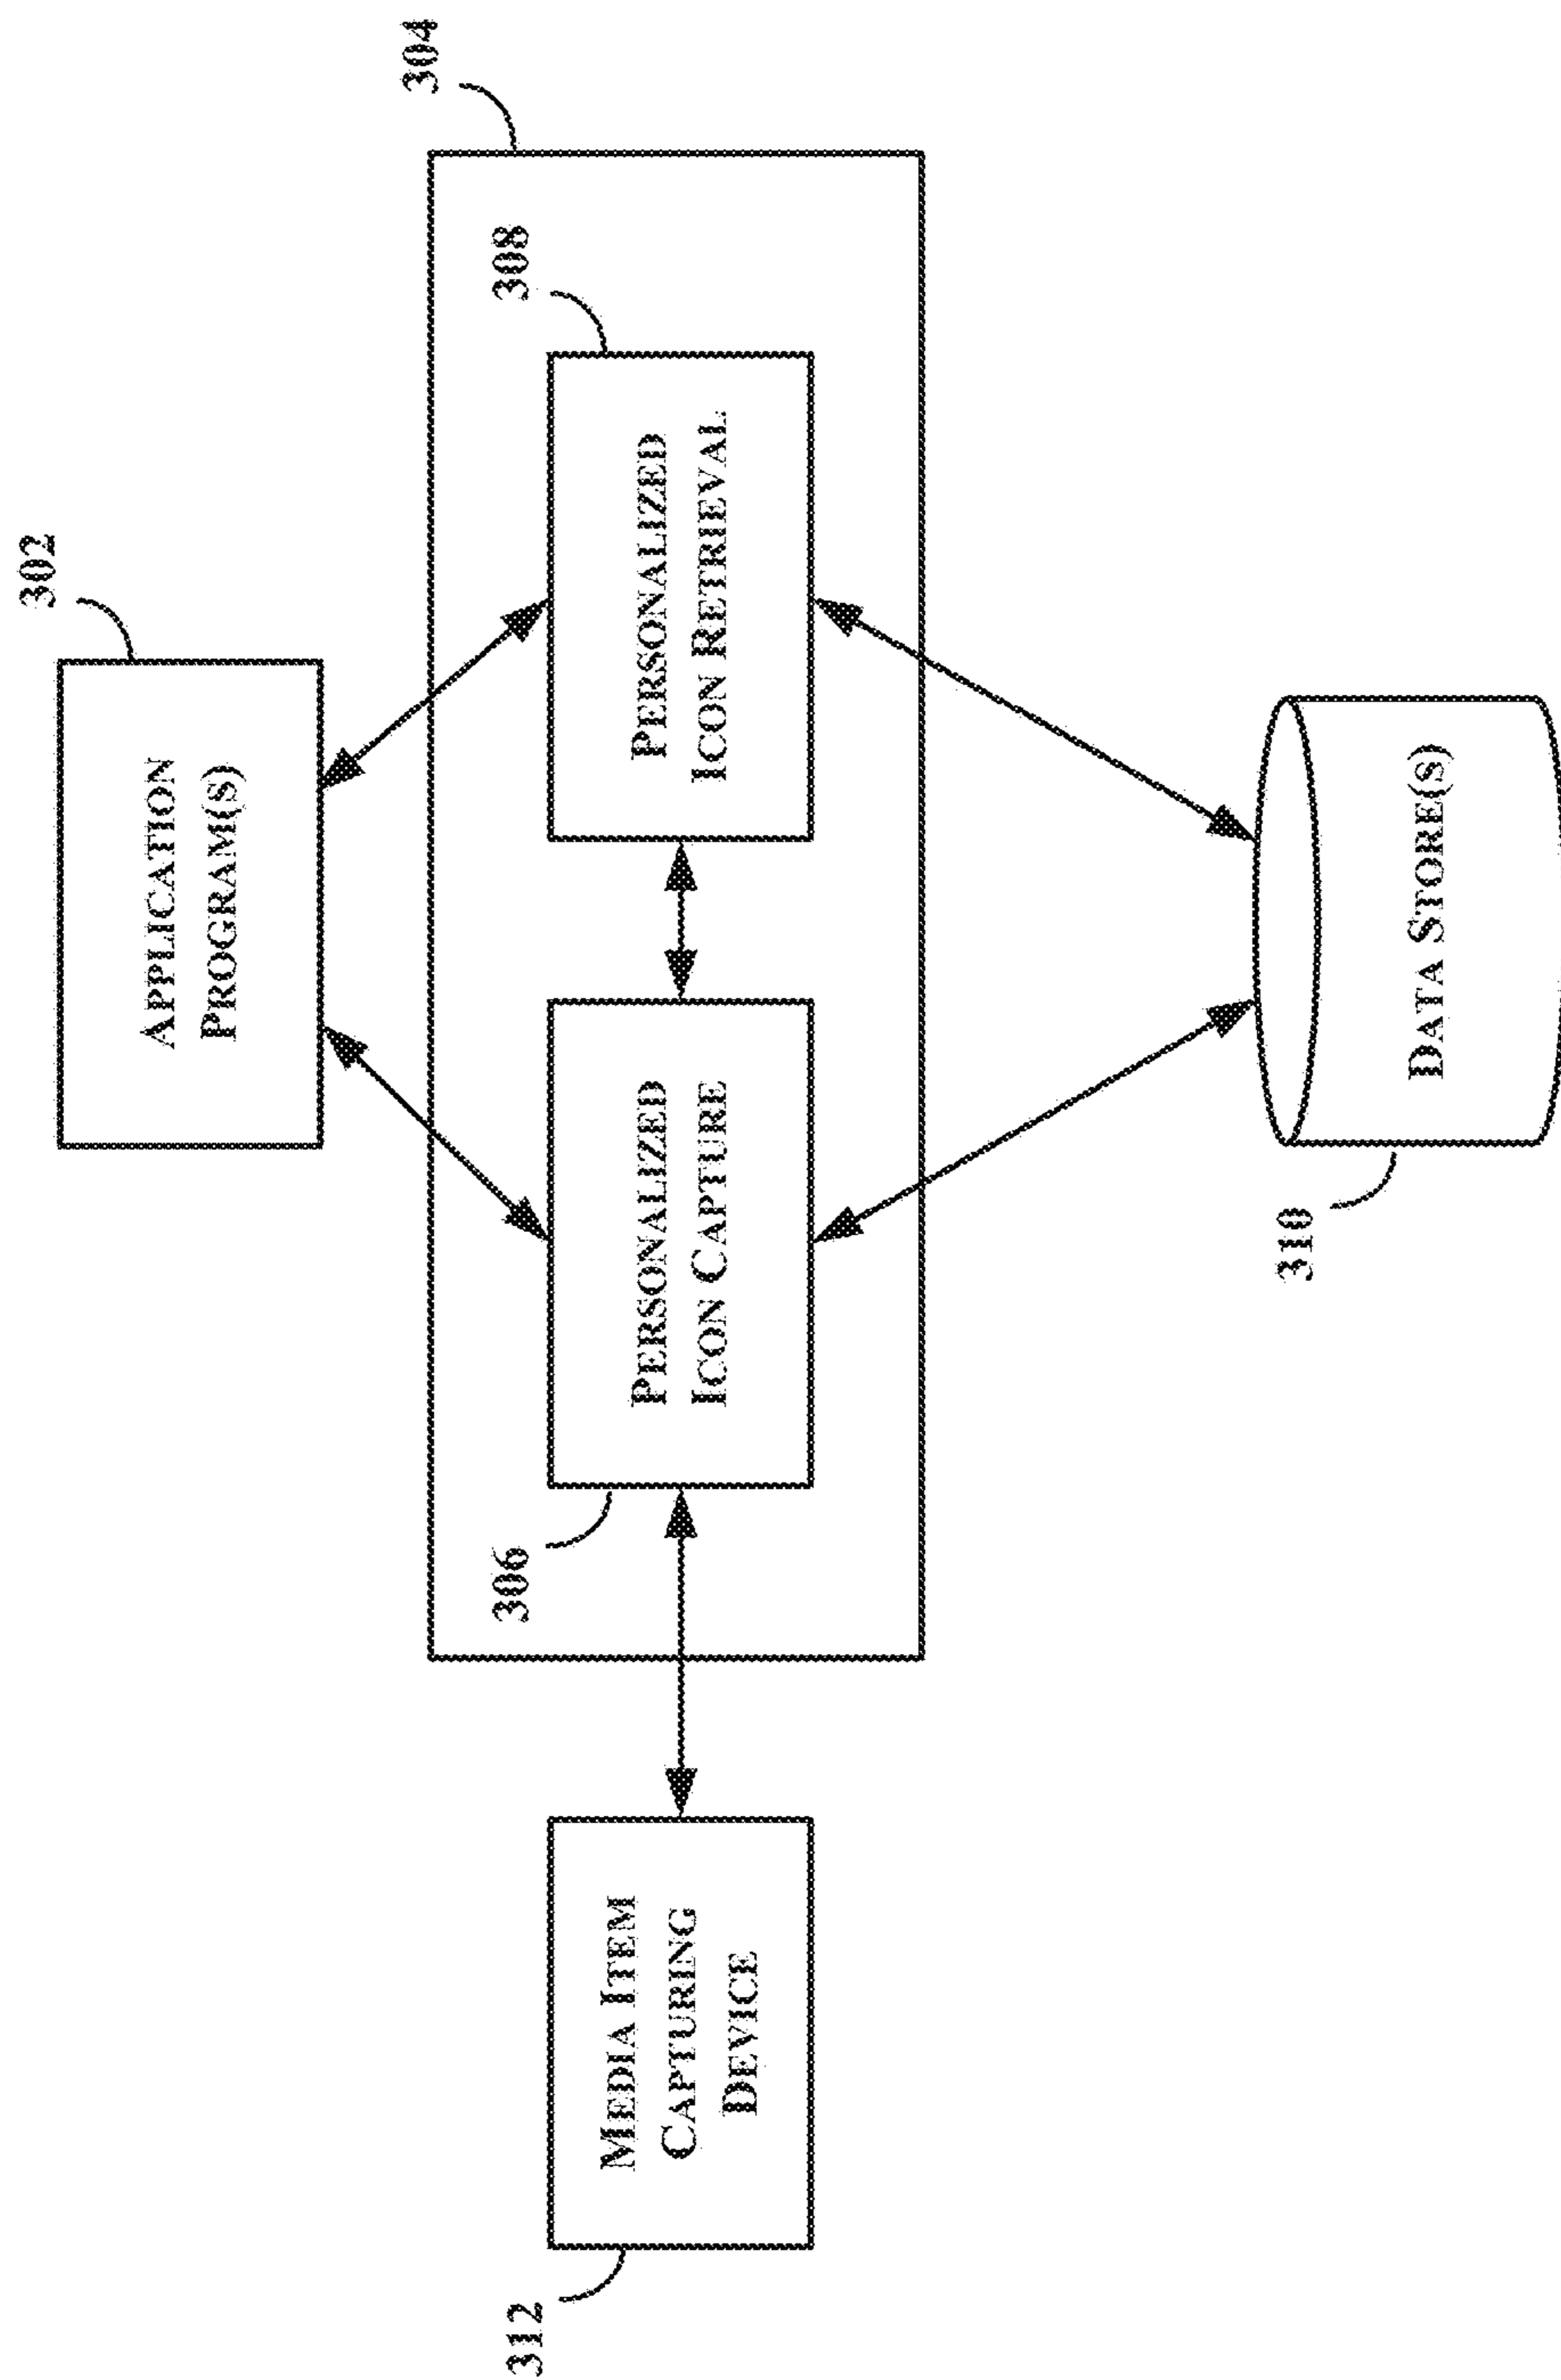 302
APPLICATION
PROGRAM(S)
304
308
PERSONALIZED
ICON RETRIEVAL
306
PERSONALIZED
ICON CAPTURE
312
MEDIA ITEM
CAPTURING
DEVICE
310
DATA STORE(S)